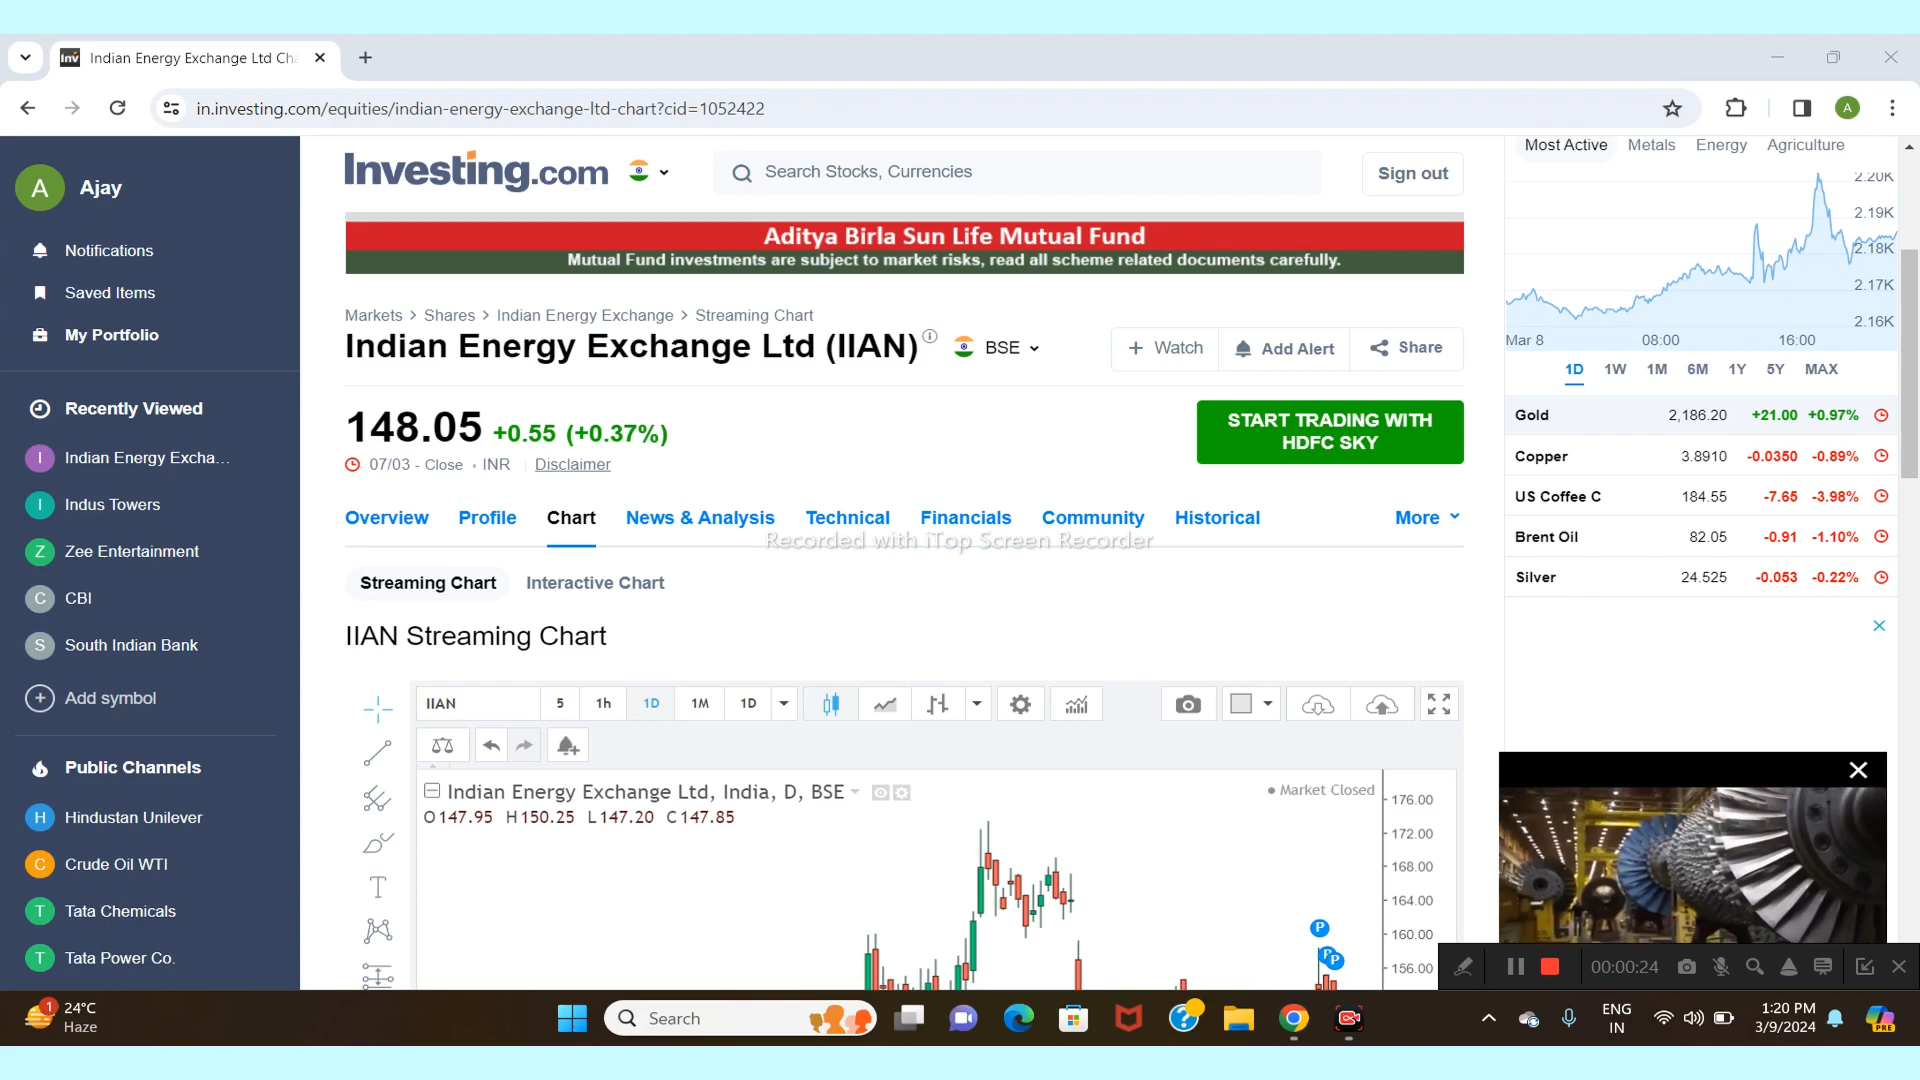 Indian Energy Exchange Ltd Cha
in.investing.com/equities/indian-energy-exchange-ltd-chart?cid=1052422
A
A
Ajay
Notifications
Saved Items
My Portfolio
Recently Viewed
I
Indian Energy Excha...
I
Indus Towers
Z
Zee Entertainment
C
CBI
S
South Indian Bank
Add symbol
Public Channels
H
Hindustan Unilever
C
Crude Oil WTI
T
Tata Chemicals
T
Tata Power Co.
Investing.com
Search Stocks, Currencies
Sign out
Aditya Birla Sun Life Mutual Fund
Mutual Fund investments are subject to market risks, read all scheme related documents carefully.
Markets > Shares > Indian Energy Exchange > Streaming Chart
Indian Energy Exchange Ltd (IIAN)
BSE
+ Watch
Add Alert
Share
148.05 +0.55 (+0.37%)
07/03 - Close • INR
Disclaimer
START TRADING WITH
HDFC SKY
Overview
Profile
Chart
News & Analysis
Technical
Financials
Community
Historical
More
Recorded with iTop Screen Recorder
Streaming Chart
Interactive Chart
IIAN Streaming Chart
IIAN
5
1h
1D
1M
1D
Indian Energy Exchange Ltd, India, D, BSE
O147.95 H150.25 L147.20 C147.85
Market Closed
176.00
172.00
168.00
164.00
160.00
156.00
P
P
P
Most Active
Metals
Energy
Agriculture
2.20K
2.19K
2.18K
2.17K
2.16K
Mar 8
08:00
16:00
1D
1W
1M
6M
1Y
5Y
MAX
Gold 2,186.20 +21.00 +0.97%
Copper 3.8910 -0.0350 -0.89%
US Coffee C 184.55 -7.65 -3.98%
Brent Oil 82.05 -0.91 -1.10%
Silver 24.525 -0.053 -0.22%
00:00:24
1
24°C
Haze
Search
ENG
IN
1:20 PM
3/9/2024
PRE